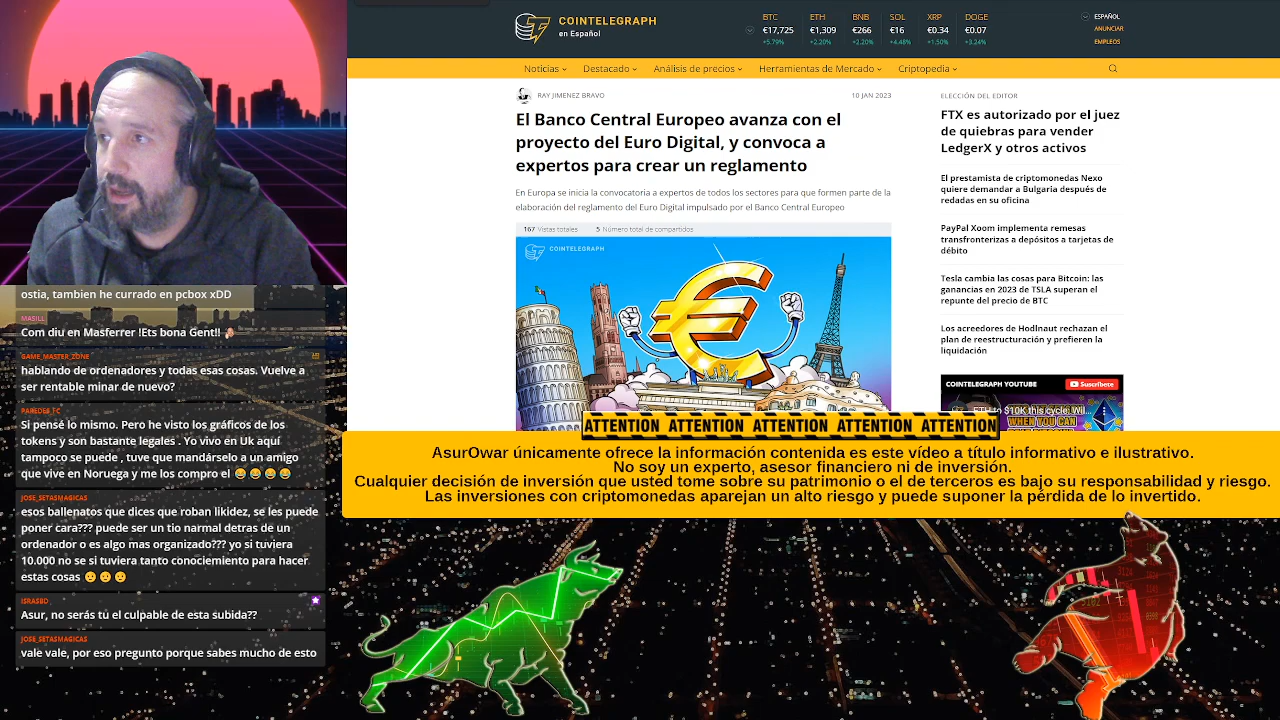 COINTELEGRAPH
en Español
BTC
€17,725
+5.79%
ETH
€1,309
+2.20%
BNB
€266
+2.20%
SOL
€16
+4.48%
XRP
€0.34
+1.50%
DOGE
€0.07
+3.24%
ESPAÑOL
ANUNCIAR
EMPLEOS
Noticias
Destacado
Análisis de precios
Herramientas de Mercado
Criptopedia
RAY JIMENEZ BRAVO
10 JAN 2023
El Banco Central Europeo avanza con el
proyecto del Euro Digital, y convoca a
expertos para crear un reglamento
En Europa se inicia la convocatoria a expertos de todos los sectores para que formen parte de la
elaboración del reglamento del Euro Digital impulsado por el Banco Central Europeo
167 Vistas totales
5 Número total de compartidos
COINTELEGRAPH
ELECCIÓN DEL EDITOR
FTX es autorizado por el juez
de quiebras para vender
LedgerX y otros activos
El prestamista de criptomonedas Nexo
quiere demandar a Bulgaria después de
redadas en su oficina
PayPal Xoom implementa remesas
transfronterizas a depósitos a tarjetas de
débito
Tesla cambia las cosas para Bitcoin: las
ganancias en 2023 de TSLA superan el
repunte del precio de BTC
Los acreedores de Hodlnaut rechazan el
plan de reestructuración y prefieren la
liquidación
COINTELEGRAPH YOUTUBE
Suscríbete
ETH to $10K this cycle. Wil...
WHEN YOU CAN
ostia, tambien he currado en pcbox xDD
MASILL
Com diu en Masferrer !Ets bona Gent!!
GAME_MASTER_ZONE
hablando de ordenadores y todas esas cosas. Vuelve a
ser rentable minar de nuevo?
PAREDES_TC
Si pensé lo mismo. Pero he visto los gráficos de los
tokens y son bastante legales . Yo vivo en Uk aquí
tampoco se puede , tuve que mandárselo a un amigo
que vive en Noruega y me los compro el
JOSE_SETASMAGICAS
esos ballenatos que dices que roban likidez, se les puede
poner cara??? puede ser un tio normal detras de un
ordenador o es algo mas organizado??? yo si tuviera
10.000 no se si tuviera tanto conociemiento para hacer
estas cosas
ISRASBD
Asur, no serás tu el culpable de esta subida??
JOSE_SETASMAGICAS
vale vale, por eso pregunto porque sabes mucho de esto
ATTENTION ATTENTION ATTENTION ATTENTION ATTENTION
AsurOwar únicamente ofrece la información contenida es este vídeo a título informativo e ilustrativo.
No soy un experto, asesor financiero ni de inversión.
Cualquier decisión de inversión que usted tome sobre su patrimonio o el de terceros es bajo su responsabilidad y riesgo.
Las inversiones con criptomonedas aparejan un alto riesgo y puede suponer la pérdida de lo invertido.